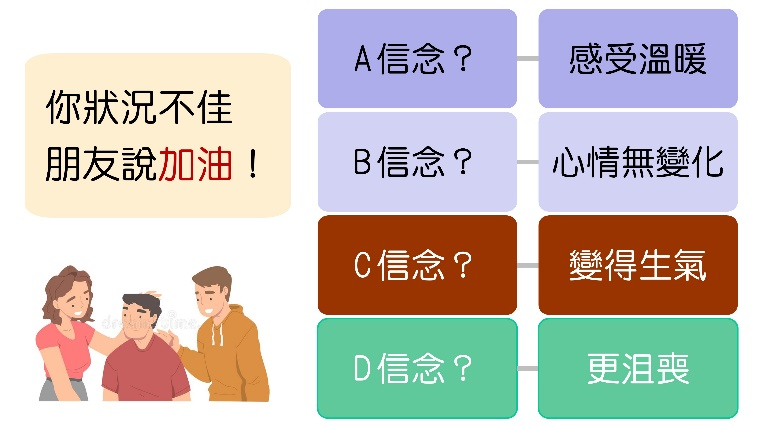 你狀況不佳
朋友說加油！
A信念？
感受溫暖
B信念？
心情無變化
C信念？
變得生氣
D信念？
更沮喪
dreamstime